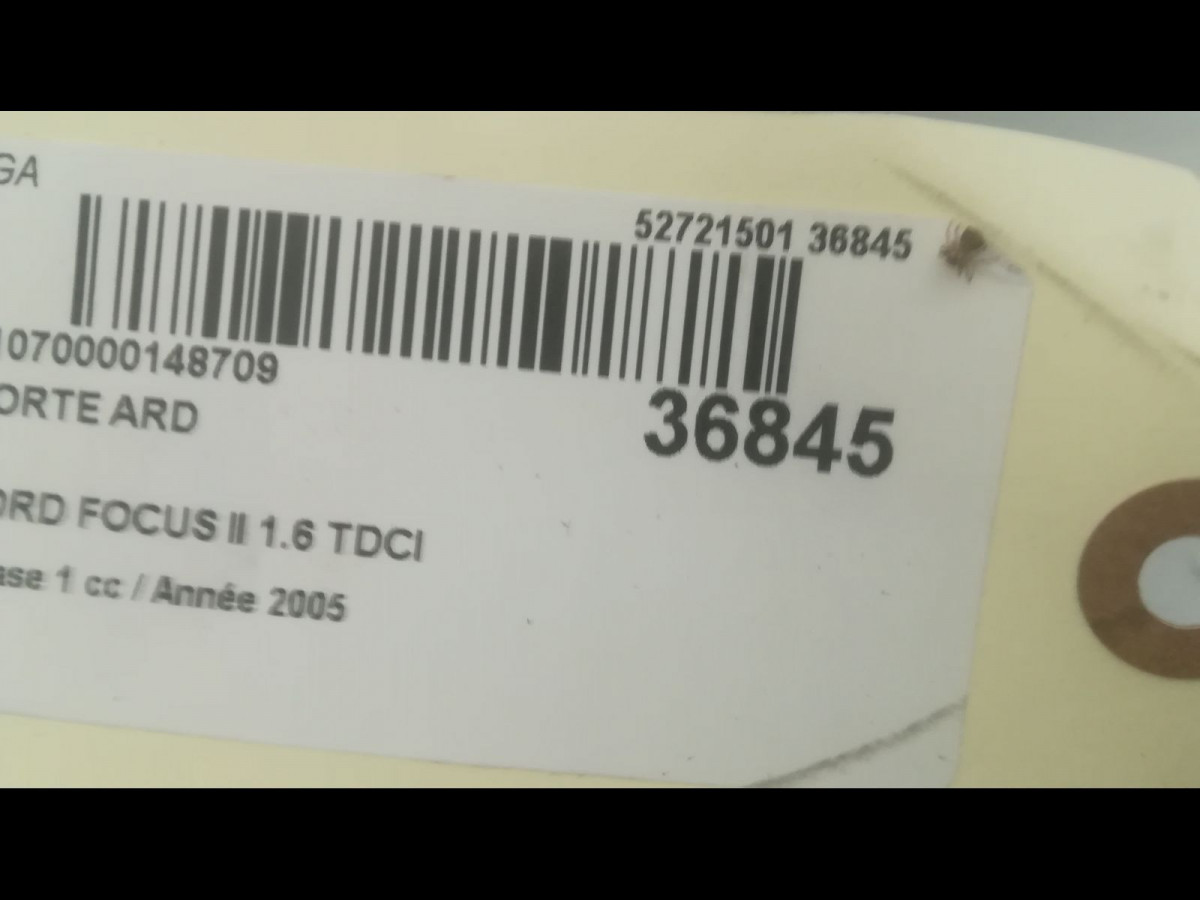 GA
52721501 36845
1070000148709
ORTE ARD
36845
ORD FOCUS II 1.6 TDCI
ase 1 cc / Année 2005